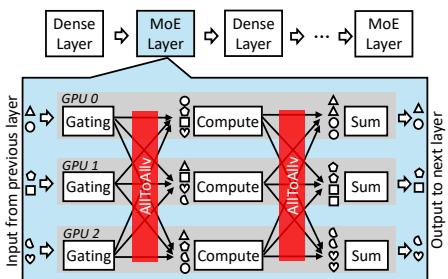 Dense Layer
MoE Layer
Dense Layer
...
MoE Layer
Input from previous layer
GPU 0
Gating
Compute
Sum
GPU 1
Gating
AllToAllv
Compute
AllToAllv
Sum
GPU 2
Gating
Compute
Sum
Output to next layer